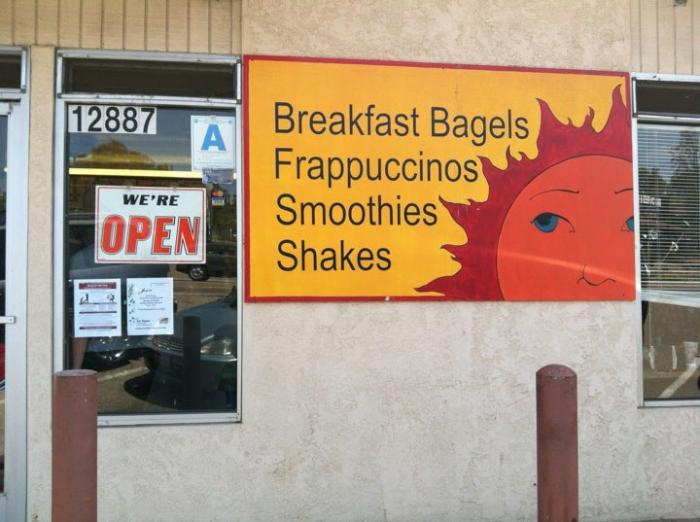 12887
A
WE'RE
OPEN
Breakfast Bagels
Frappuccinos
Smoothies
Shakes